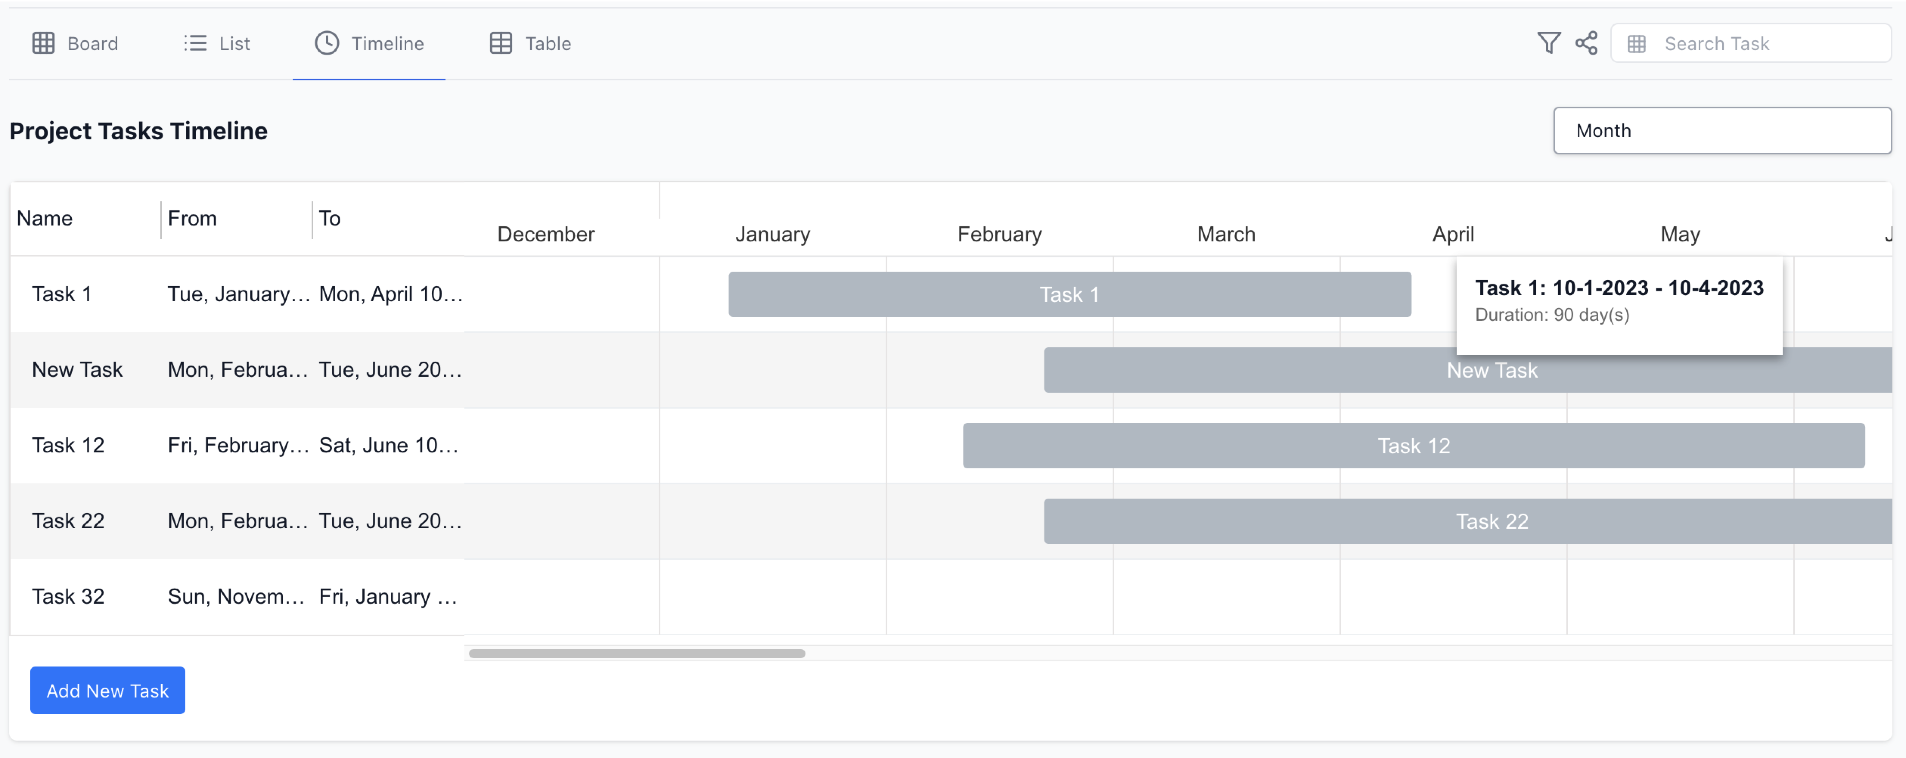 Board List Timeline Table Search Task
Project Tasks Timeline Month
Name From To
December January February March April May J
Task 1 Tue, January... Mon, April 10... Task 1
Task 1: 10-1-2023 - 10-4-2023
Duration: 90 day(s)
New Task Mon, Februa... Tue, June 20... New Task
Task 12 Fri, February... Sat, June 10... Task 12
Task 22 Mon, Februa... Tue, June 20... Task 22
Task 32 Sun, Novem... Fri, January ...
Add New Task